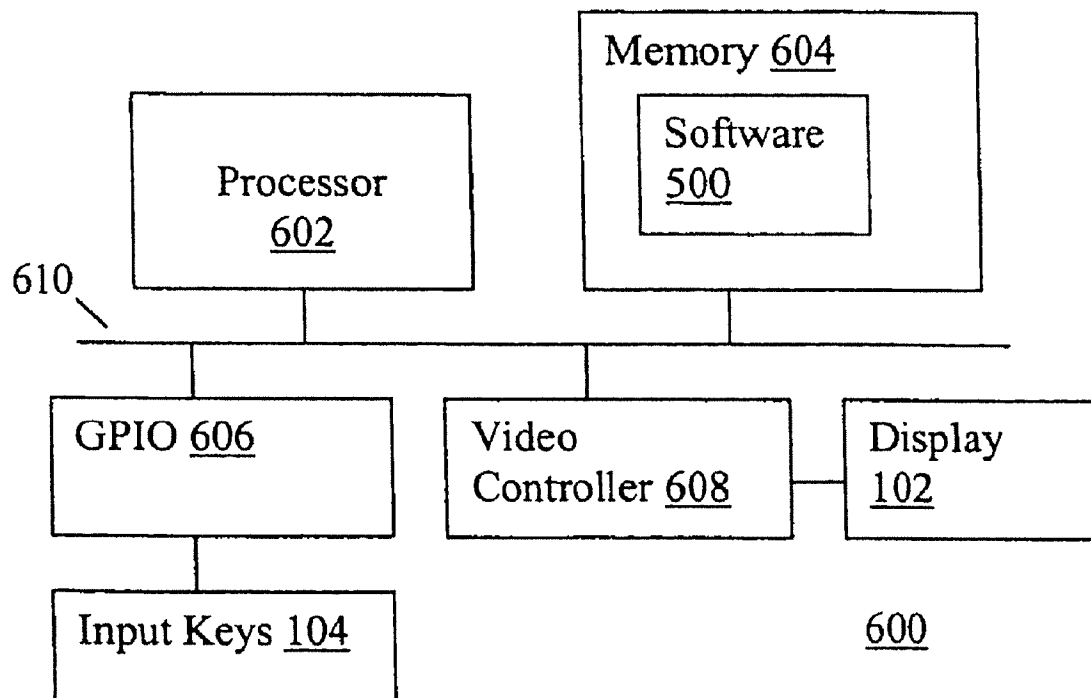 Memory 604
Software
500
Processor
602
610
GPIO 606
Video
Controller 608
Display
102
Input Keys 104
600